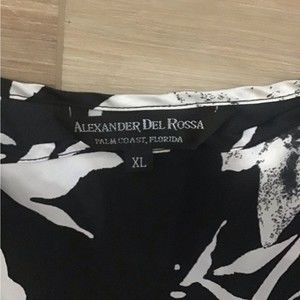 ALEXANDER DEL ROSSA
PALM COAST, FLORIDA
XL